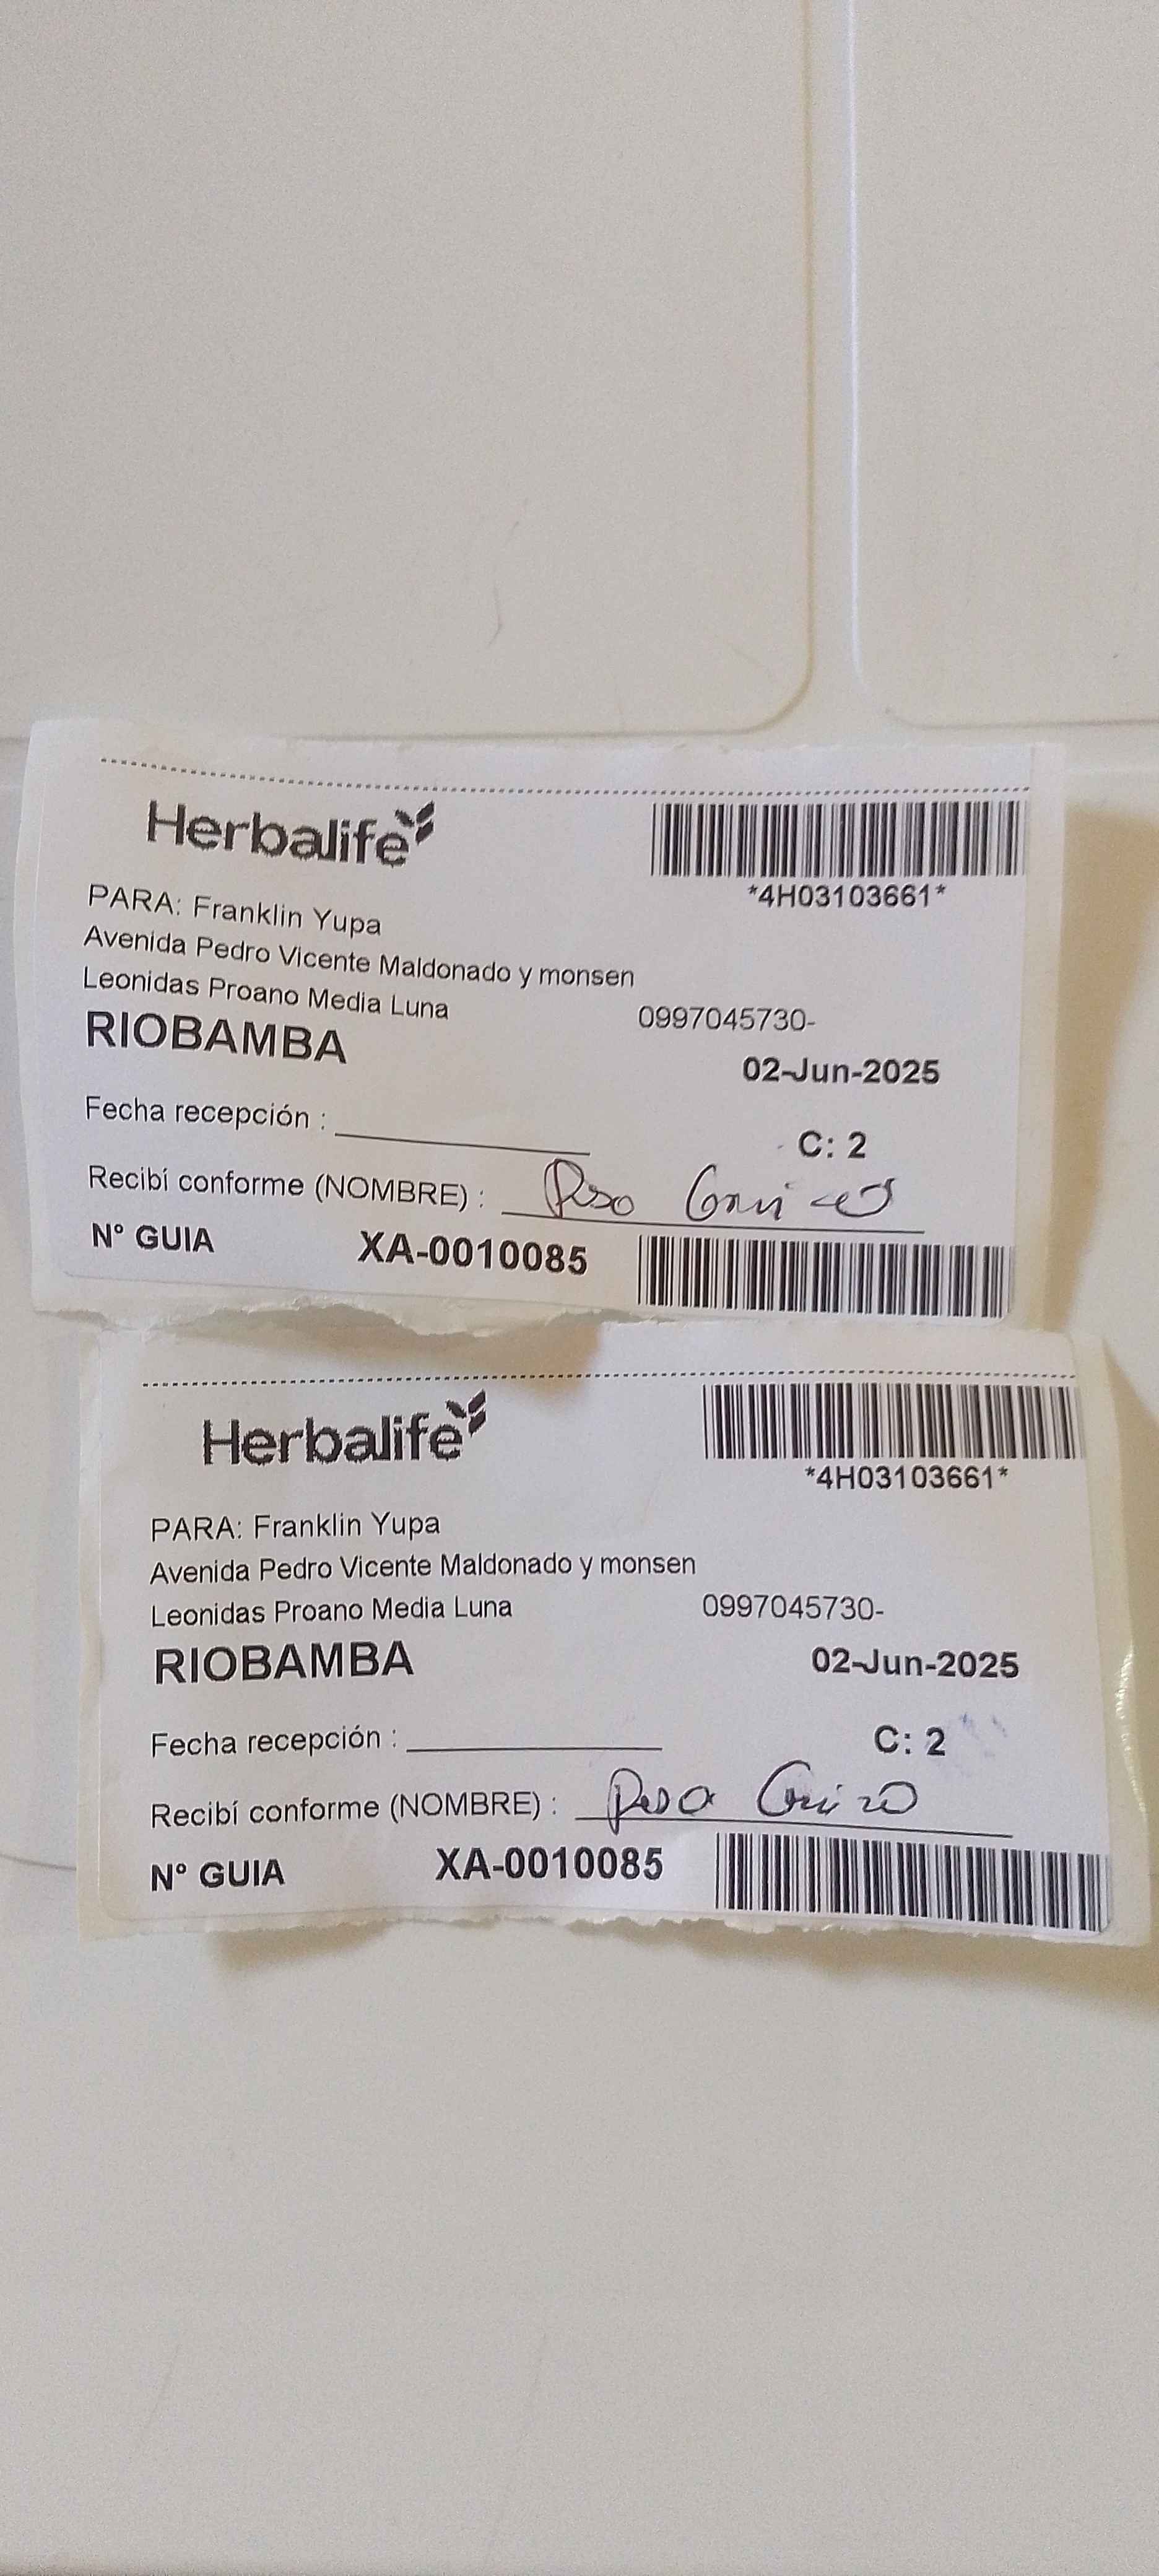 Herbalife
*4H03103661*
PARA: Franklin Yupa
Avenida Pedro Vicente Maldonado y monsen
Leonidas Proano Media Luna 0997045730-
RIOBAMBA
02-Jun-2025
Fecha recepción :
C: 2
Recibí conforme (NOMBRE) :
N° GUIA XA-0010085
Herbalife
*4H03103661*
PARA: Franklin Yupa
Avenida Pedro Vicente Maldonado y monsen
Leonidas Proano Media Luna 0997045730-
RIOBAMBA
02-Jun-2025
Fecha recepción :
C: 2
Recibí conforme (NOMBRE) :
N° GUIA XA-0010085